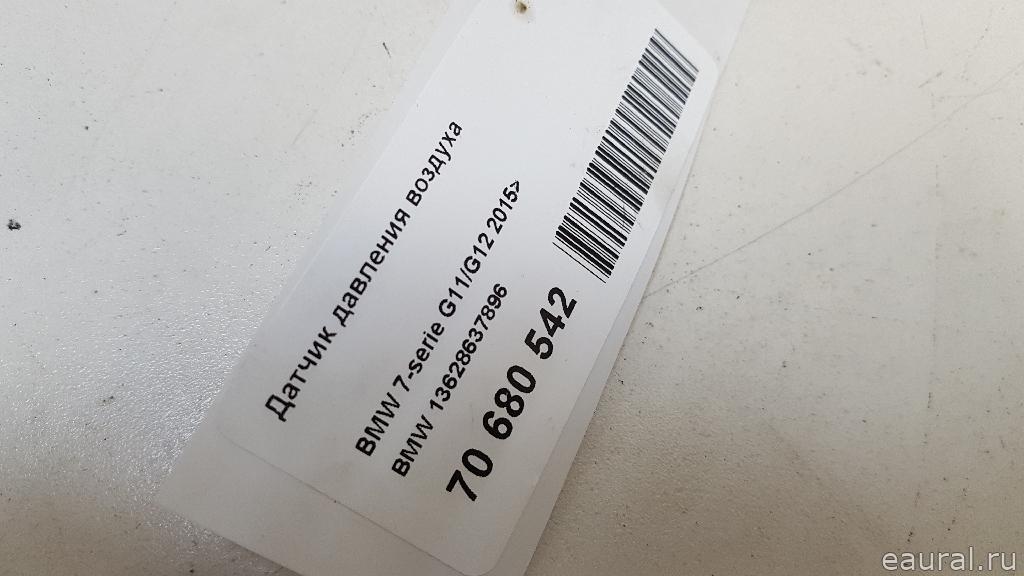 Датчик давления воздуха
BMW 7-serie G11/G12 2015>
BMW 13628637896
70 680 542
eaural.ru